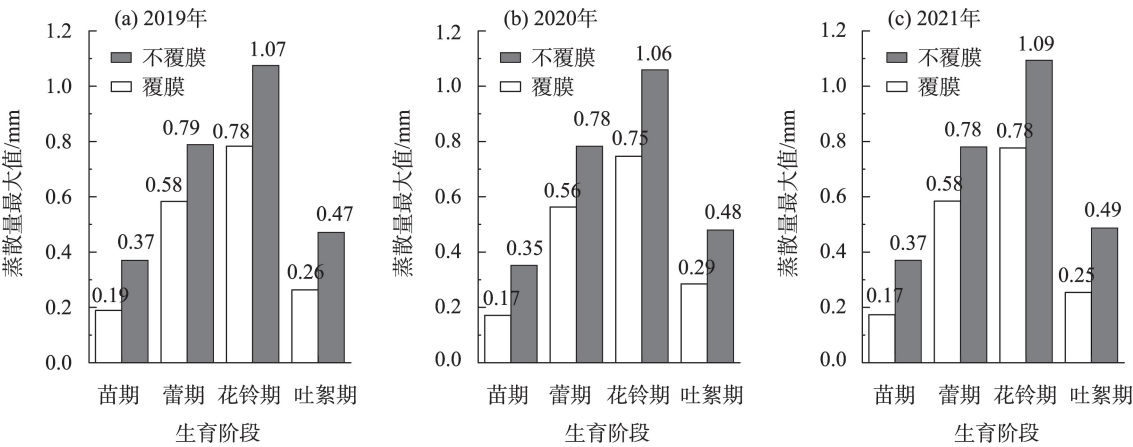 (a) 2019年
不覆膜
覆膜
蒸散量最大值/mm
1.2
1.0
0.8
0.6
0.4
0.2
0.0
0.19
0.37
0.58
0.79
0.78
1.07
0.26
0.47
苗期 蕾期 花铃期 吐絮期
生育阶段
(b) 2020年
不覆膜
覆膜
蒸散量最大值/mm
1.2
1.0
0.8
0.6
0.4
0.2
0.0
0.17
0.35
0.56
0.78
0.75
1.06
0.29
0.48
苗期 蕾期 花铃期 吐絮期
生育阶段
(c) 2021年
不覆膜
覆膜
蒸散量最大值/mm
1.2
1.0
0.8
0.6
0.4
0.2
0.0
0.17
0.37
0.58
0.78
0.78
1.09
0.25
0.49
苗期 蕾期 花铃期 吐絮期
生育阶段